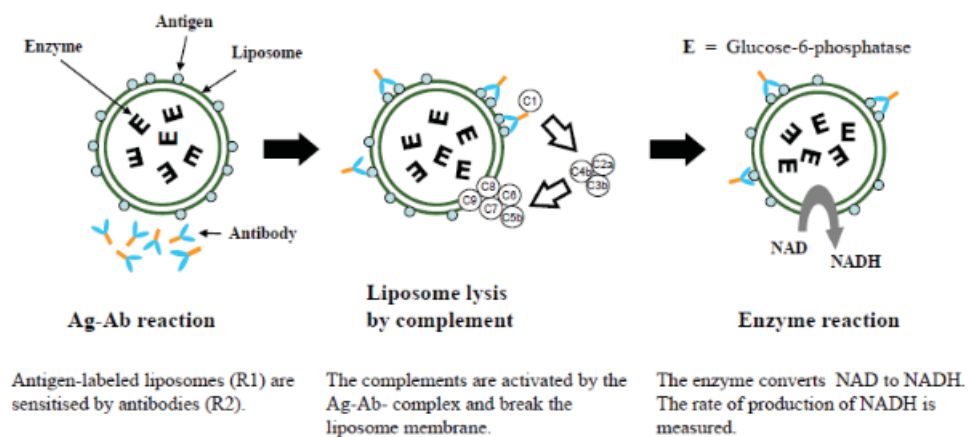 Antigen
Enzyme
Liposome
E = Glucose-6-phosphatase
E E E E E E E
E E E E E E E
C1
C2a
C4b
C3b
C8
C9
C6
C7
C5b
E E E E E E E
Antibody
NAD
NADH
Ag-Ab reaction
Liposome lysis
by complement
Enzyme reaction
Antigen-labeled liposomes (R1) are
sensitised by antibodies (R2).
The complements are activated by the
Ag-Ab- complex and break the
liposome membrane.
The enzyme converts NAD to NADH.
The rate of production of NADH is
measured.